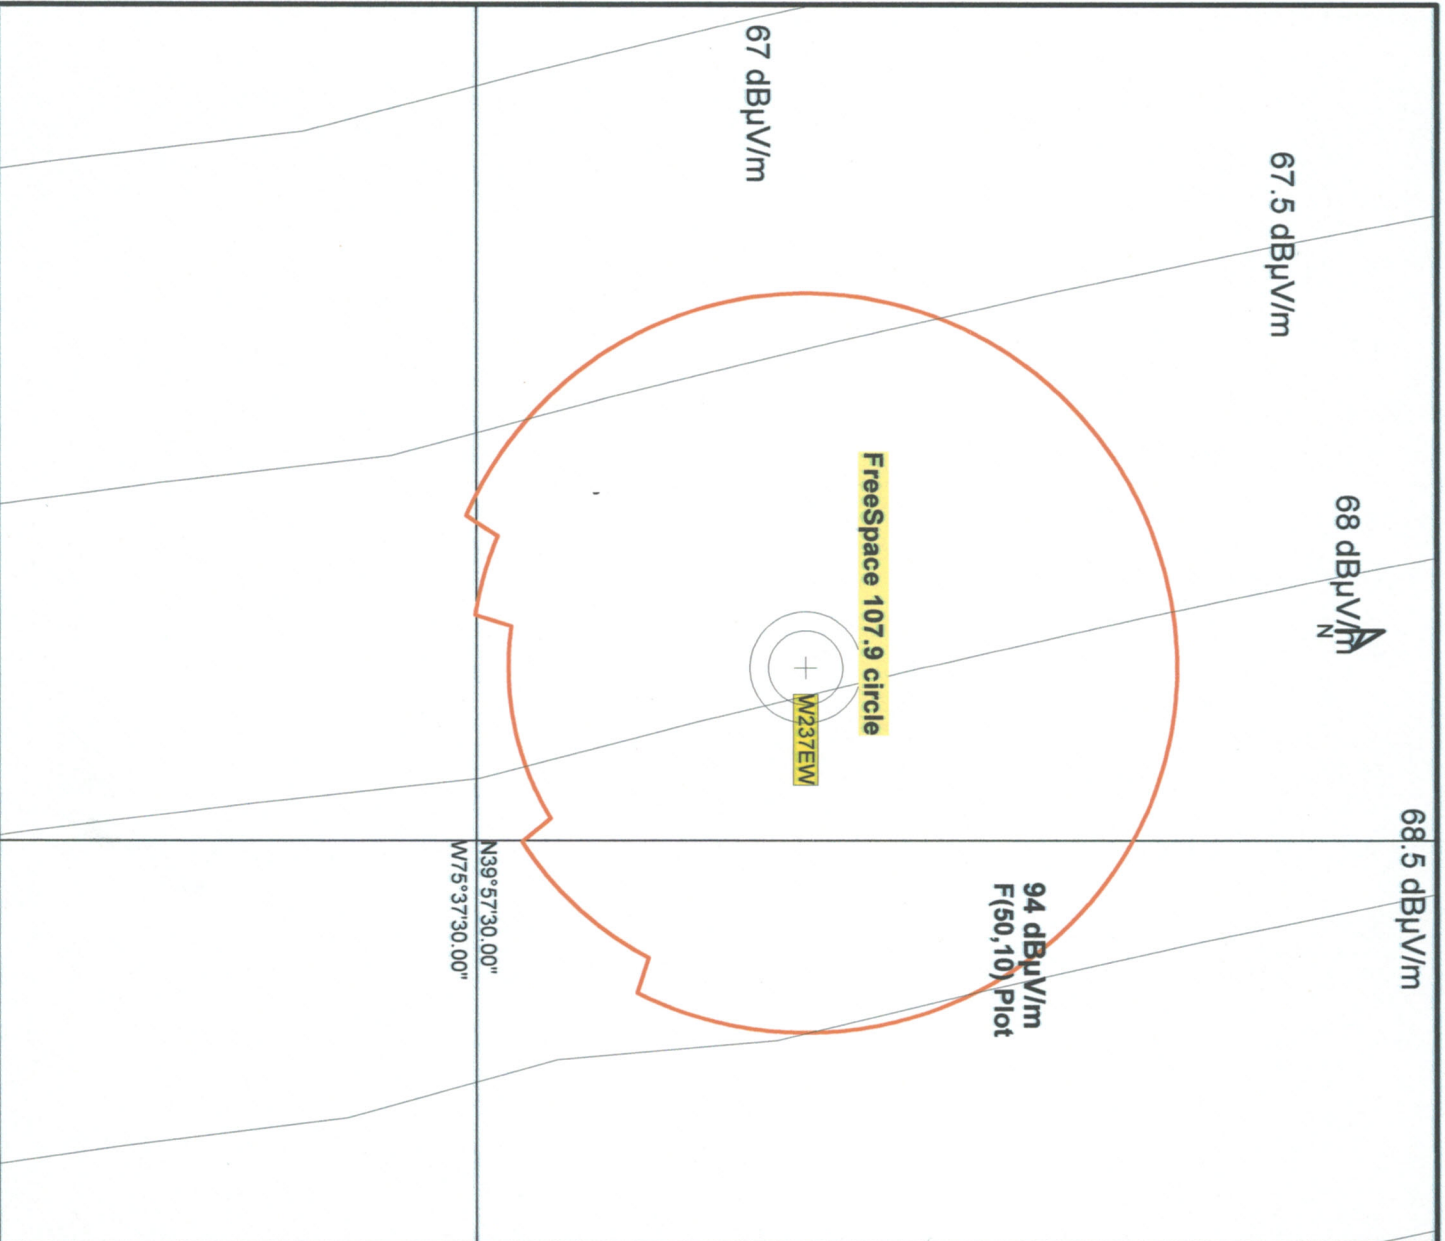 68.5 dBµV/m
68 dBµV/m
N
67.5 dBµV/m
94 dBµV/m
F(50,10) Plot
FreeSpace 107.9 circle
W237EW
67 dBµV/m
N39°57'30.00"
W75°37'30.00"